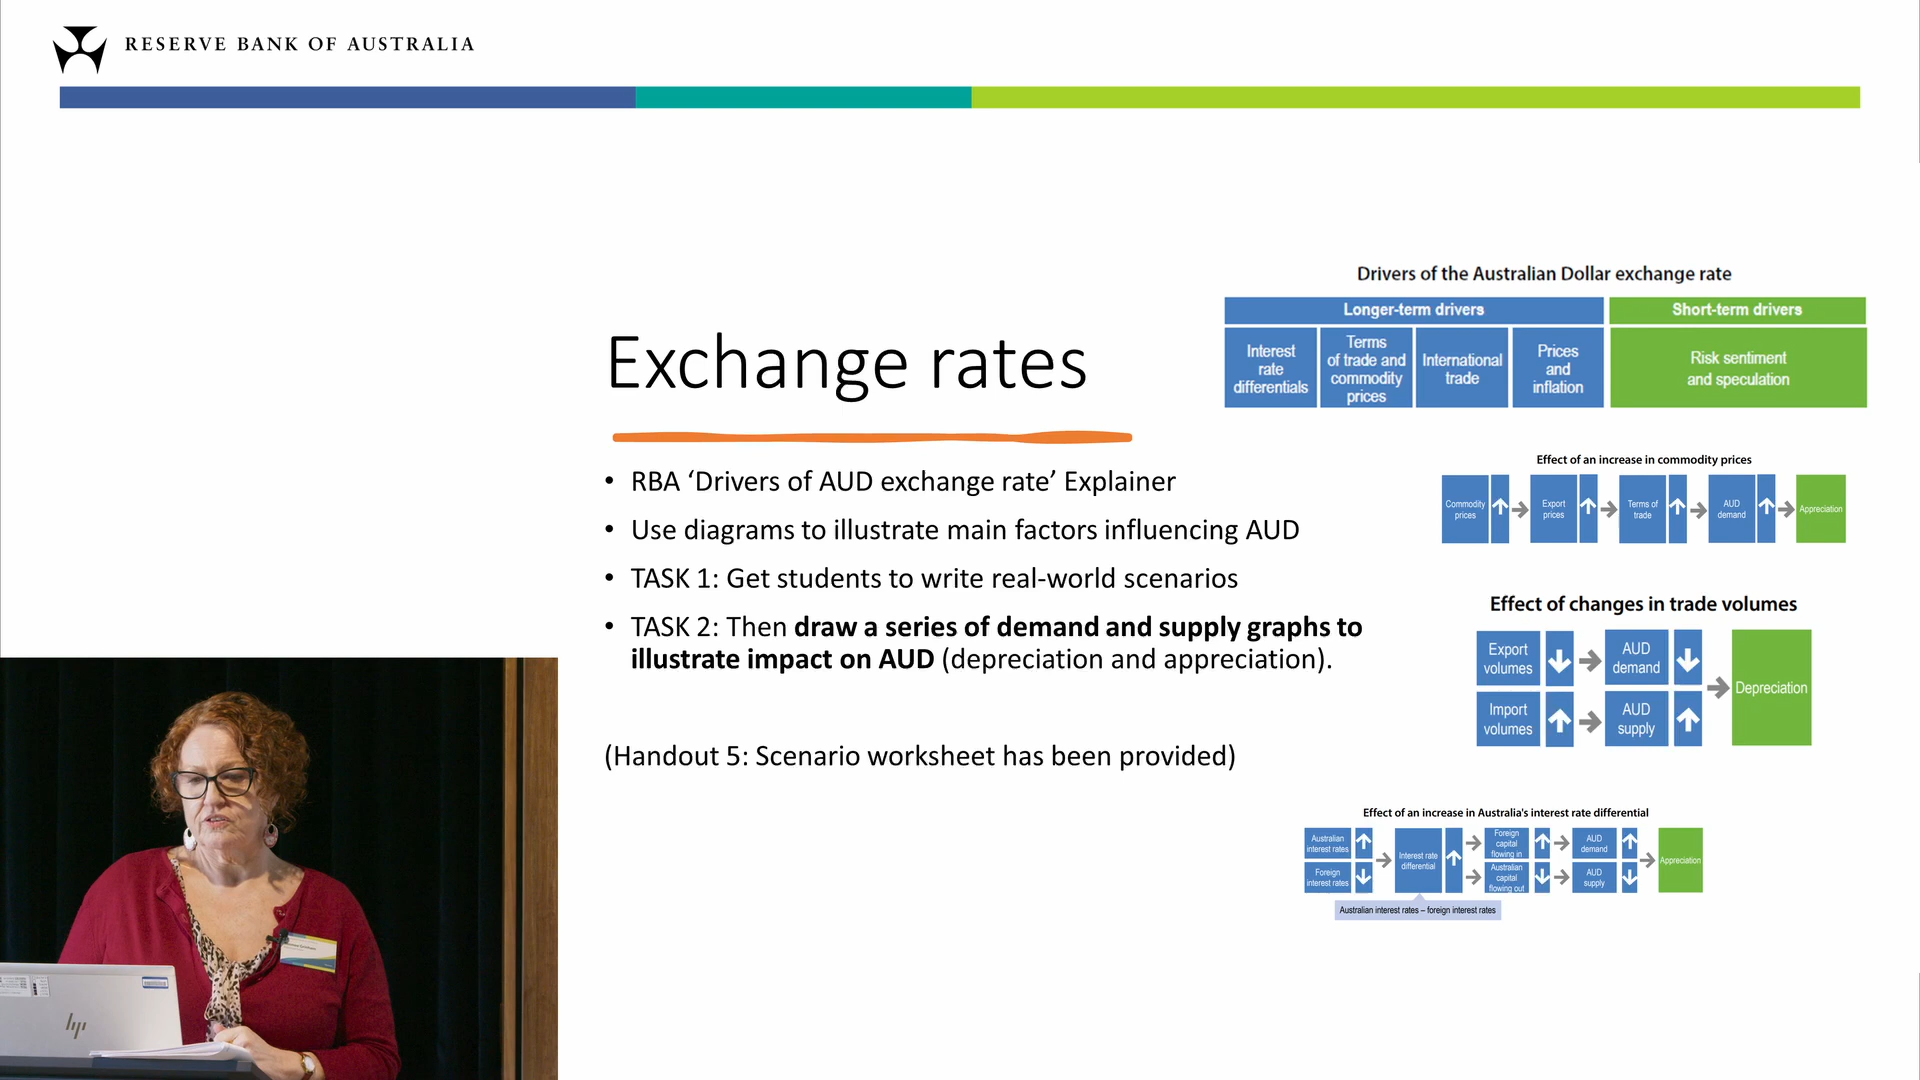 RESERVE BANK OF AUSTRALIA
Exchange rates
• RBA ‘Drivers of AUD exchange rate’ Explainer
• Use diagrams to illustrate main factors influencing AUD
• TASK 1: Get students to write real-world scenarios
• TASK 2: Then draw a series of demand and supply graphs to
illustrate impact on AUD (depreciation and appreciation).
(Handout 5: Scenario worksheet has been provided)
Drivers of the Australian Dollar exchange rate
Longer-term drivers
Short-term drivers
Interest
rate
differentials
Terms
of trade and
commodity
prices
International
trade
Prices
and
inflation
Risk sentiment
and speculation
Effect of an increase in commodity prices
Commodity
prices
Export
prices
Terms of
trade
AUD
demand
Appreciation
Effect of changes in trade volumes
Export
volumes
AUD
demand
Import
volumes
AUD
supply
Depreciation
Effect of an increase in Australia's interest rate differential
Australian
interest rates
Foreign
interest rates
Interest rate
differential
Foreign
capital
flowing in
Australian
capital
flowing out
AUD
demand
AUD
supply
Appreciation
Australian interest rates – foreign interest rates
hp